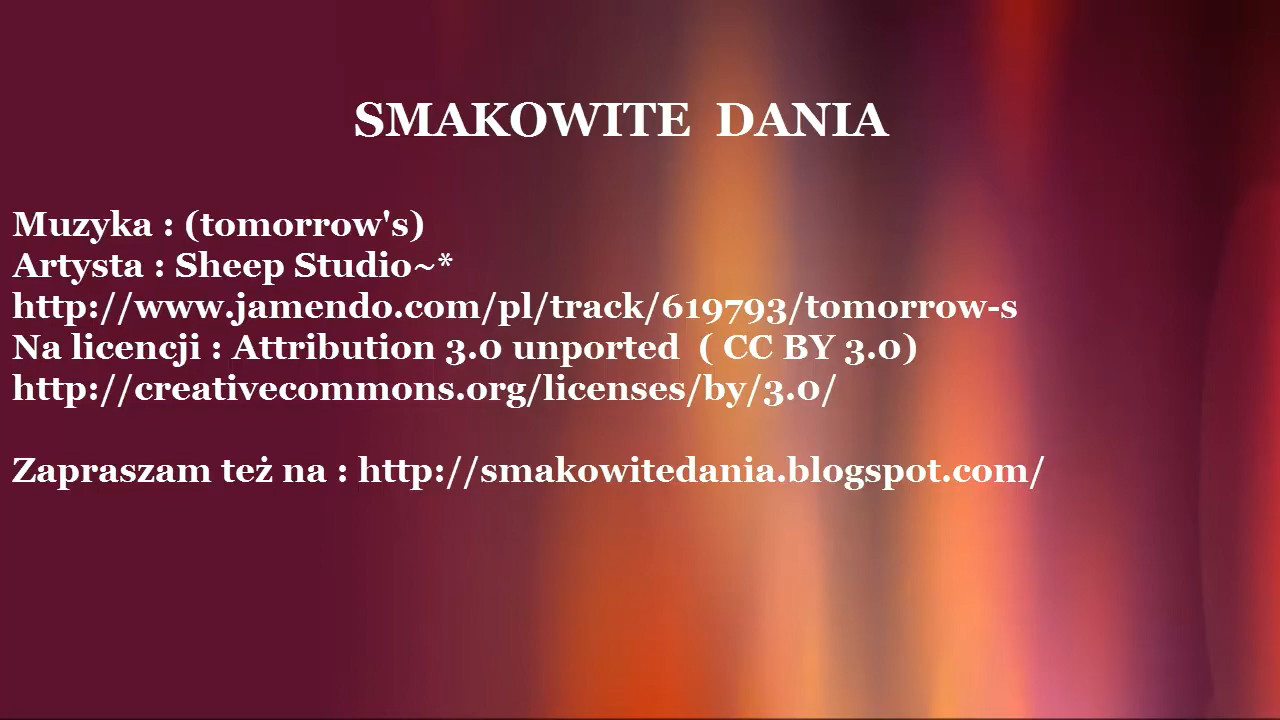 SMAKOWITE DANIA
Muzyka : (tomorrow's)
Artysta : Sheep Studio~*
http://www.jamendo.com/pl/track/619793/tomorrow-s
Na licencji : Attribution 3.0 unported ( CC BY 3.0)
http://creativecommons.org/licenses/by/3.0/
Zapraszam też na : http://smakowitedania.blogspot.com/